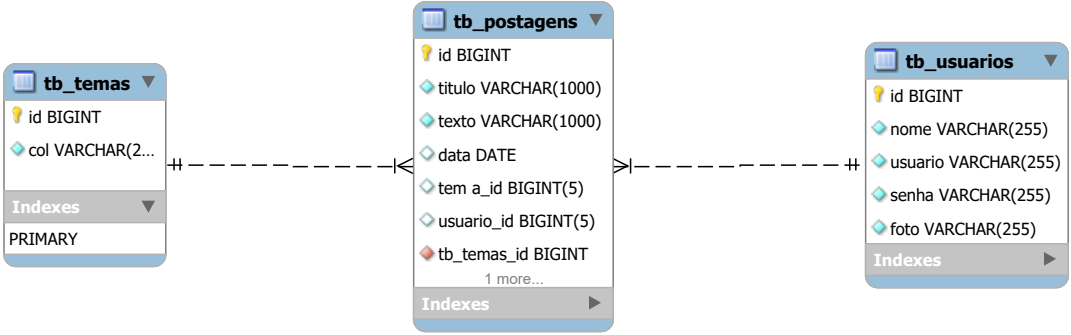 tb_temas
id BIGINT
col VARCHAR(2...
Indexes
PRIMARY
tb_postagens
id BIGINT
titulo VARCHAR(1000)
texto VARCHAR(1000)
data DATE
tem a_id BIGINT(5)
usuario_id BIGINT(5)
tb_temas_id BIGINT
1 more...
Indexes
tb_usuarios
id BIGINT
nome VARCHAR(255)
usuario VARCHAR(255)
senha VARCHAR(255)
foto VARCHAR(255)
Indexes